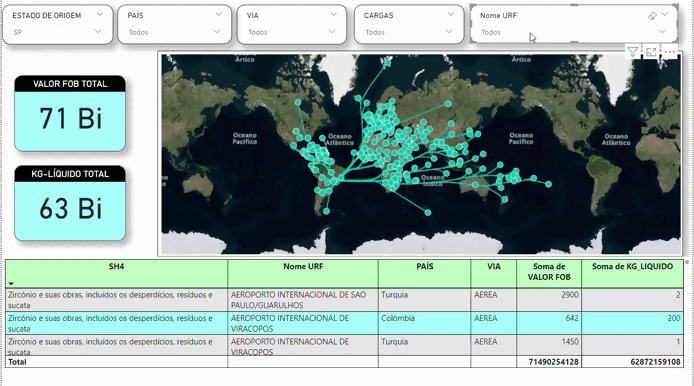 ESTADO DE ORIGEM
SP
PAÍS
Todos
VIA
Todos
CARGAS
Todos
Nome URF
Todos
VALOR FOB TOTAL
71 Bi
KG-LÍQUIDO TOTAL
63 Bi
Oceano Ártico
Oceano Ártico
Oceano Pacífico
Oceano Atlântico
Oceano Índico
Oceano Pacífico
Oceano Atlântico
SH4 Nome URF PAÍS VIA Soma de VALOR FOB Soma de KG_LIQUIDO
Zircónio e suas obras, incluídos os desperdícios, resíduos e sucata AEROPORTO INTERNACIONAL DE SAO PAULO/GUARULHOS Turquia AEREA 2900 2
Zircónio e suas obras, incluídos os desperdícios, resíduos e sucata AEROPORTO INTERNACIONAL DE VIRACOPOS Colômbia AEREA 642 200
Zircónio e suas obras, incluídos os desperdícios, resíduos e sucata AEROPORTO INTERNACIONAL DE VIRACOPOS Turquia AEREA 1450 1
Total 71490254128 62872159108